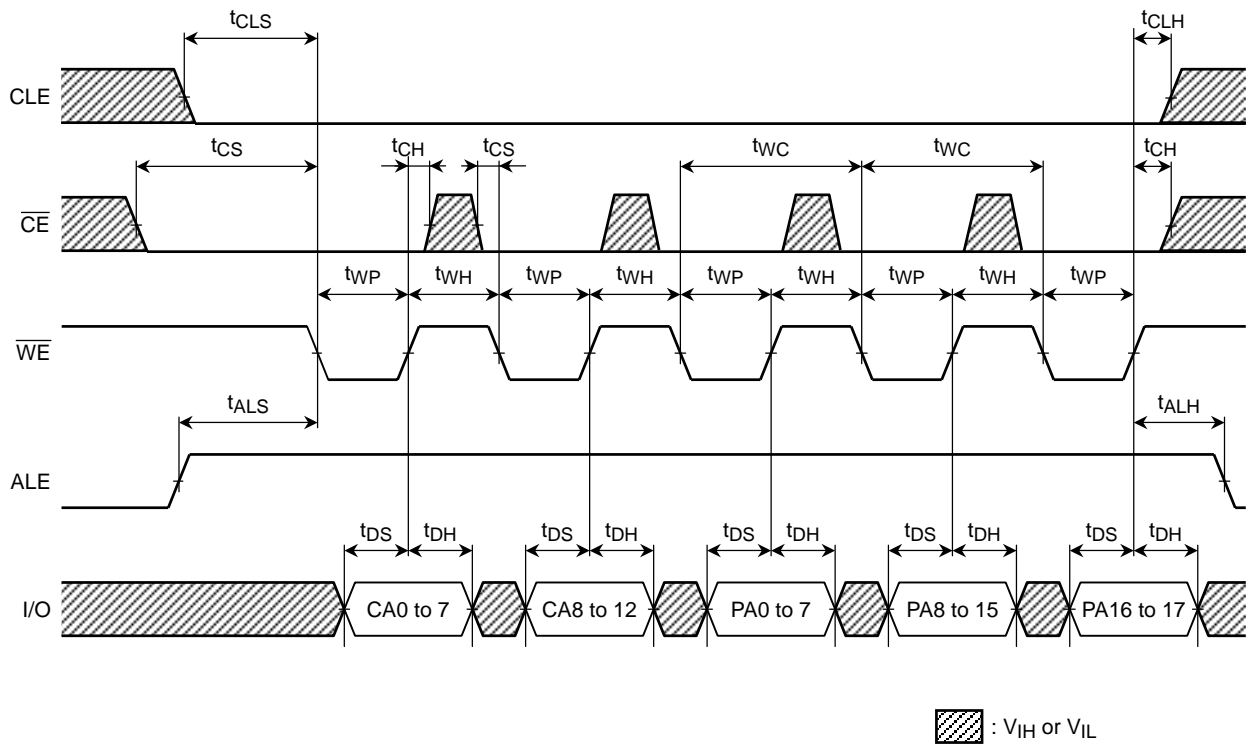 tCLS tCLH
CLE
tCS tCH tCS tWC tWC tCH
CE
tWP tWH tWP tWH tWP tWH tWP tWH tWP
WE
tALS tALH
ALE
tDS tDH tDS tDH tDS tDH tDS tDH tDS tDH
I/O CA0 to 7 CA8 to 12 PA0 to 7 PA8 to 15 PA16 to 17
: VIH or VIL